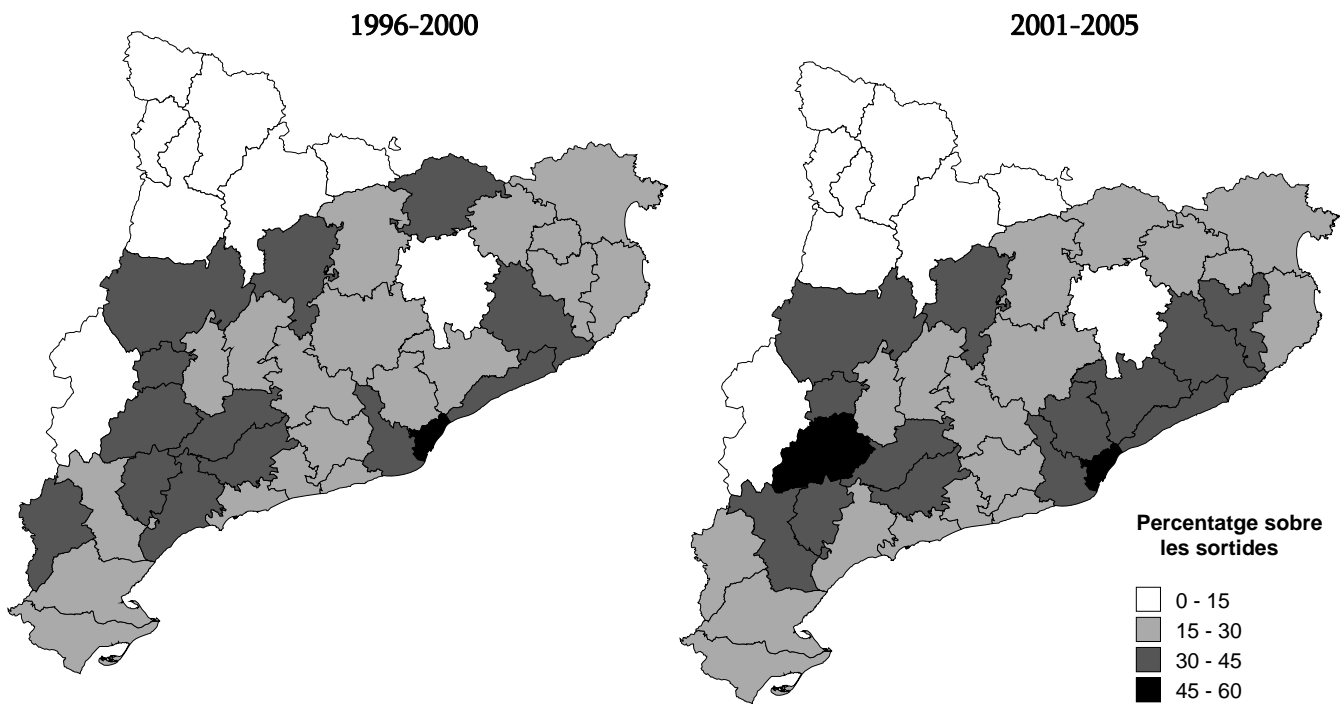 1996-2000
2001-2005
Percentatge sobre
les sortides
0 - 15
15 - 30
30 - 45
45 - 60